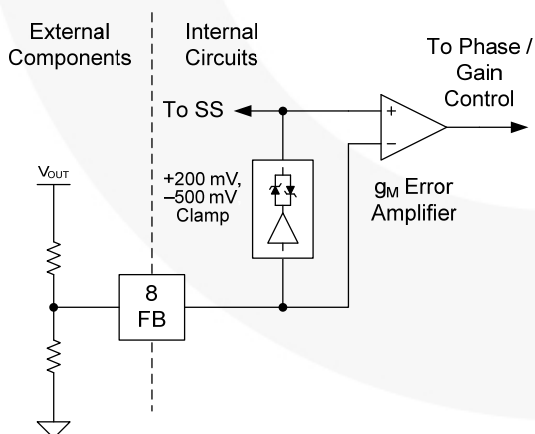 External
Components
Internal
Circuits
To Phase /
Gain
Control
To SS
+
−
+200 mV,
−500 mV
Clamp
gM Error
Amplifier
VOUT
8
FB